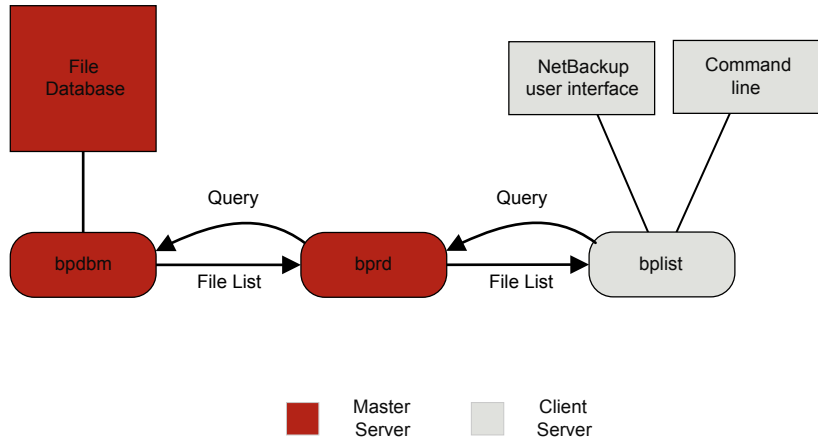 File
Database
NetBackup
user interface
Command
line
Query
Query
bpdbm
bprd
bplist
File List
File List
Master
Server
Client
Server